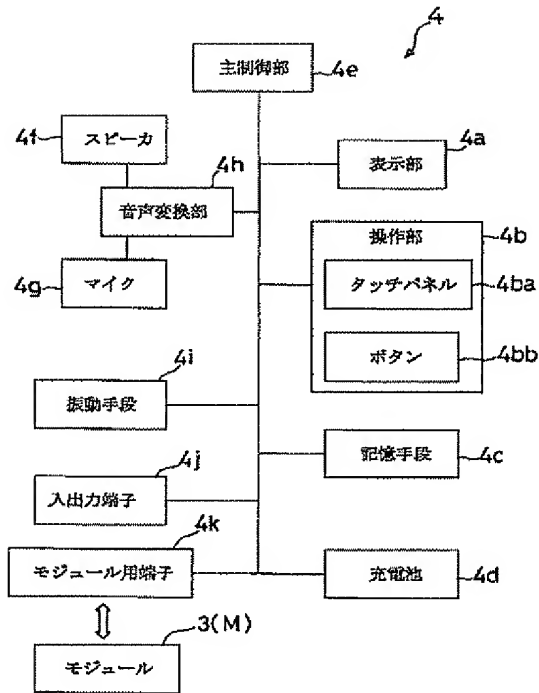 4
主制御部
4e
4f
スピーカ
4h
音声変換部
4g
マイク
4a
表示部
操作部
4b
タッチパネル
4ba
ボタン
4bb
4i
振動手段
4j
入出力端子
4k
モジュール用端子
3(M)
モジュール
記憶手段
4c
充電池
4d